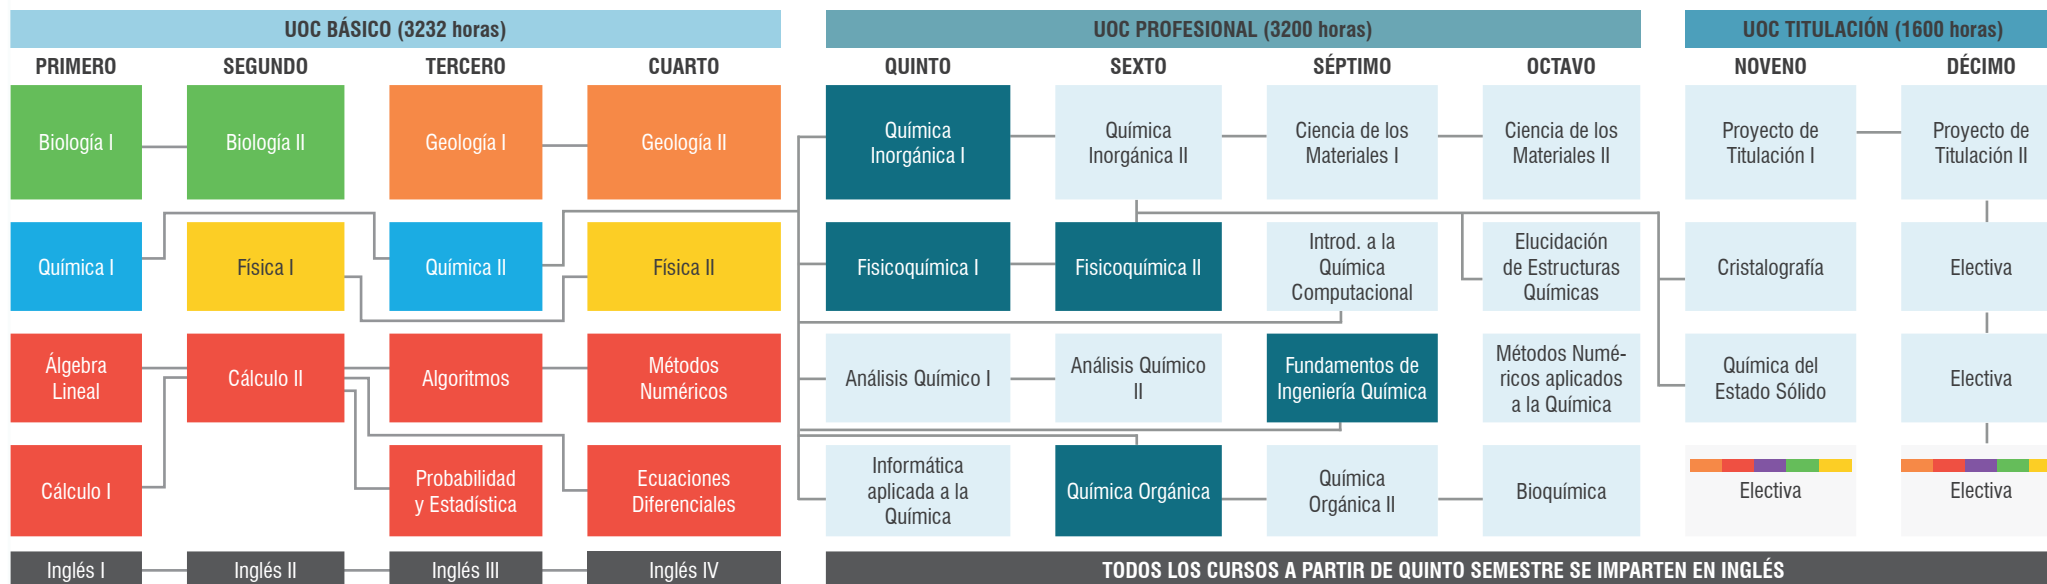 UOC BÁSICO (3232 horas)
UOC PROFESIONAL (3200 horas)
UOC TITULACIÓN (1600 horas)
PRIMERO
SEGUNDO
TERCERO
CUARTO
QUINTO
SEXTO
SÉPTIMO
OCTAVO
NOVENO
DÉCIMO
Biología I
Biología II
Geología I
Geología II
Química
Inorgánica I
Química
Inorgánica II
Ciencia de los
Materiales I
Ciencia de los
Materiales II
Proyecto de
Titulación I
Proyecto de
Titulación II
Química I
Física I
Química II
Física II
Fisicoquímica I
Fisicoquímica II
Introd. a la
Química
Computacional
Elucidación
de Estructuras
Químicas
Cristalografía
Electiva
Álgebra
Lineal
Cálculo II
Algoritmos
Métodos
Numéricos
Análisis Químico I
Análisis Químico
II
Fundamentos de
Ingeniería Química
Métodos Numé-
ricos aplicados
a la Química
Química del
Estado Sólido
Electiva
Cálculo I
Probabilidad
y Estadística
Ecuaciones
Diferenciales
Informática
aplicada a la
Química
Química Orgánica
Química
Orgánica II
Bioquímica
Electiva
Electiva
Inglés I
Inglés II
Inglés III
Inglés IV
TODOS LOS CURSOS A PARTIR DE QUINTO SEMESTRE SE IMPARTEN EN INGLÉS